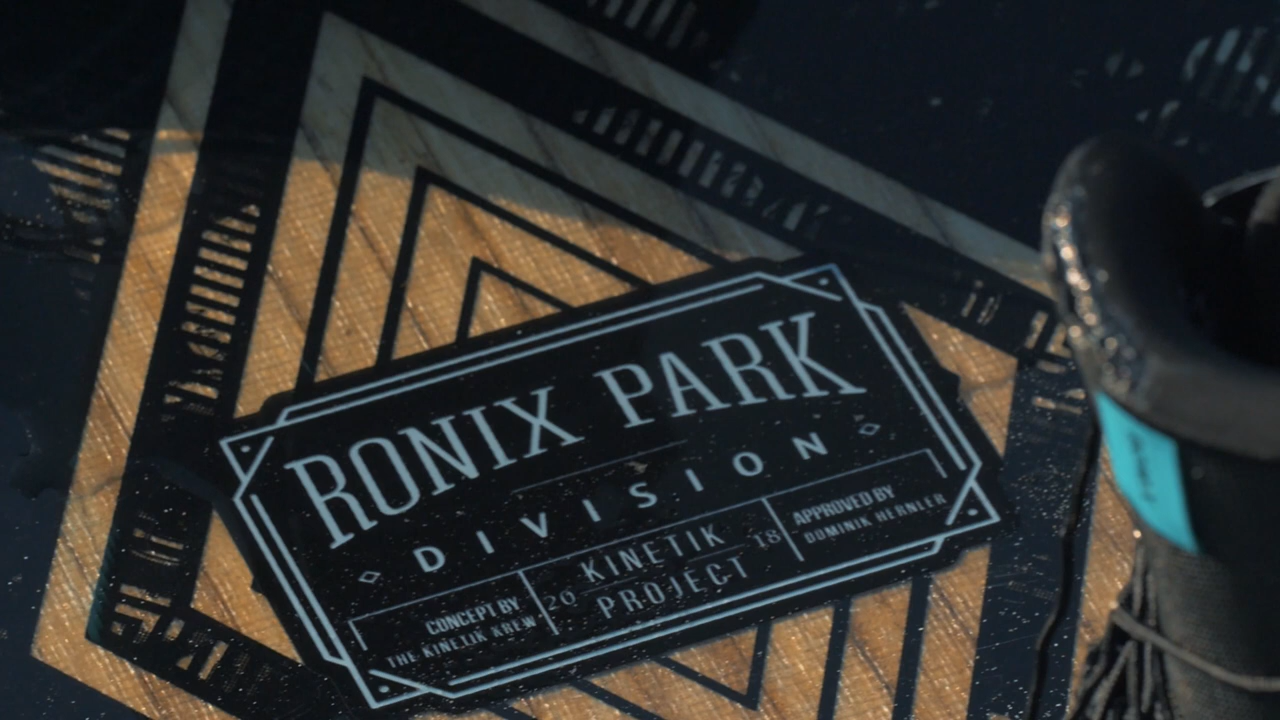 RONIX PARK
DIVISION
CONCEPT BY
THE KINETIK KREW
20 KINETIK 18
PROJECT
APPROVED BY
DOMINIK HERNLER